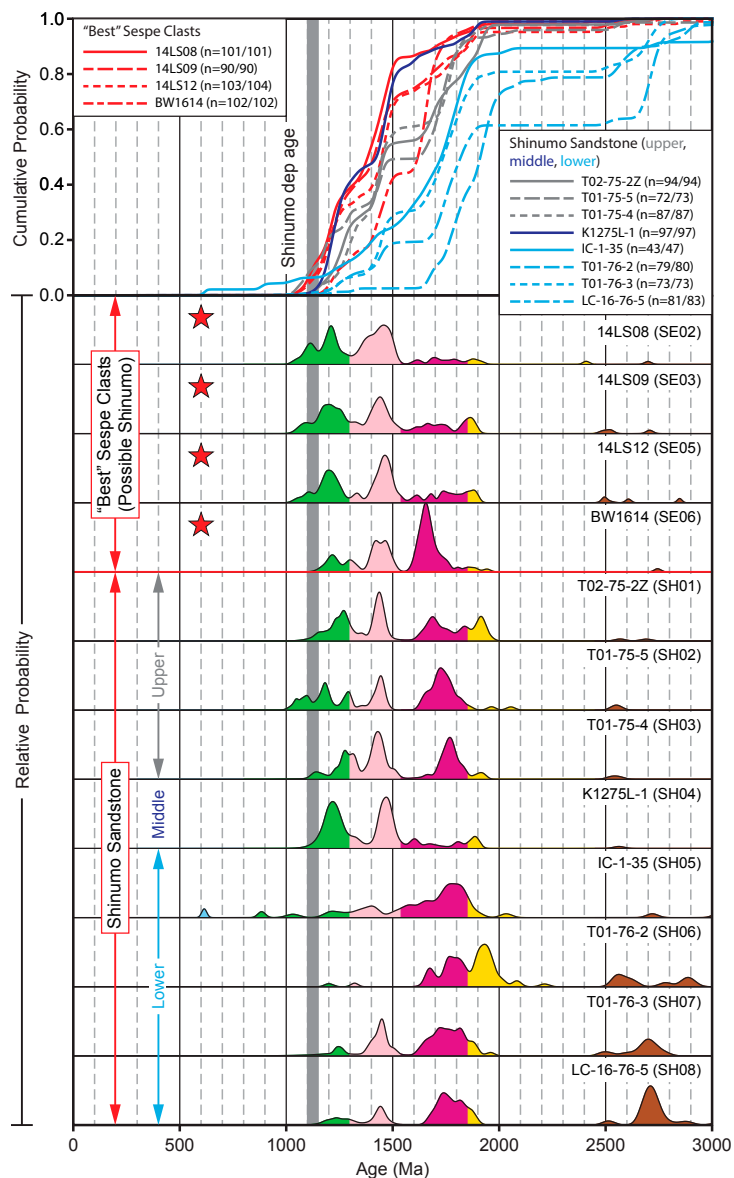 1.0
0.8
0.6
0.4
0.2
0.0
Cumulative Probability
"Best" Sespe Clasts
14LS08 (n=101/101)
14LS09 (n=90/90)
14LS12 (n=103/104)
BW1614 (n=102/102)
Shinumo dep age
Shinumo Sandstone (upper,
middle, lower)
T02-75-2Z (n=94/94)
T01-75-5 (n=72/73)
T01-75-4 (n=87/87)
K1275L-1 (n=97/97)
IC-1-35 (n=43/47)
T01-76-2 (n=79/80)
T01-76-3 (n=73/73)
LC-16-76-5 (n=81/83)
Relative Probability
"Best" Sespe Clasts
(Possible Shinumo)
Shinumo Sandstone
Upper
Middle
Lower
14LS08 (SE02)
14LS09 (SE03)
14LS12 (SE05)
BW1614 (SE06)
T02-75-2Z (SH01)
T01-75-5 (SH02)
T01-75-4 (SH03)
K1275L-1 (SH04)
IC-1-35 (SH05)
T01-76-2 (SH06)
T01-76-3 (SH07)
LC-16-76-5 (SH08)
0 500 1000 1500 2000 2500 3000
Age (Ma)